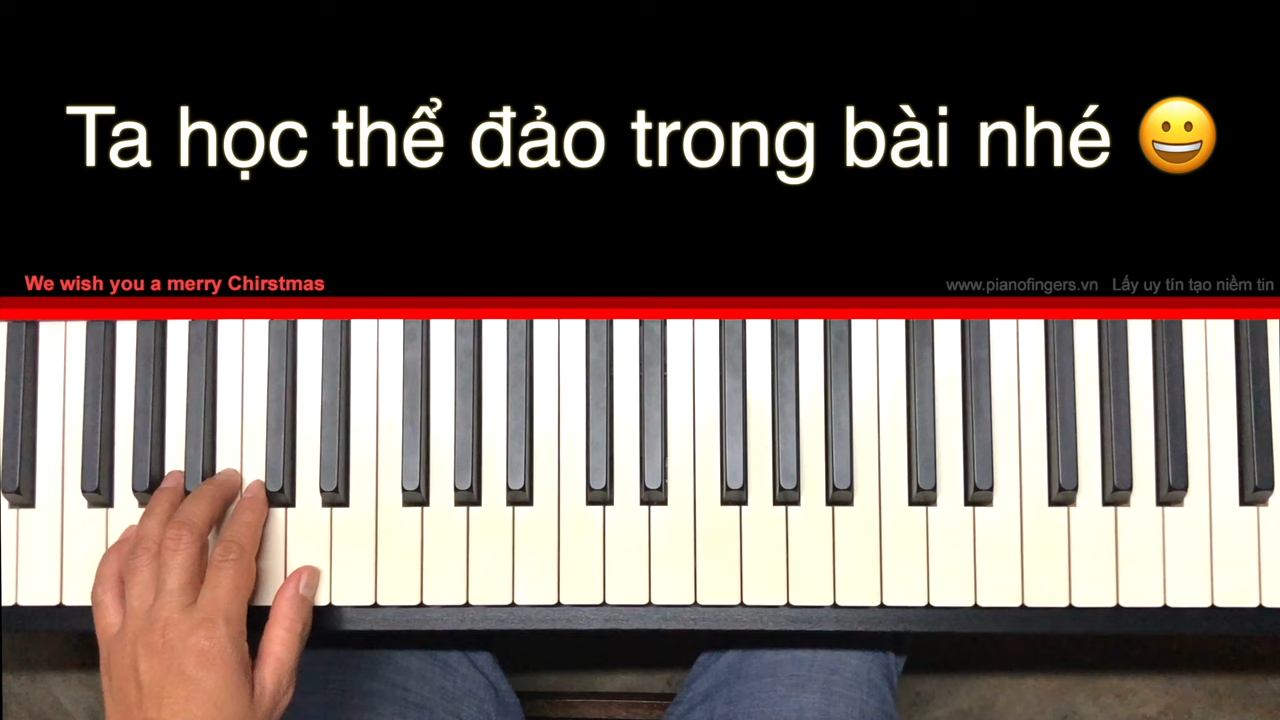 Ta học thể đảo trong bài nhé 😀
We wish you a merry Chirstmas
www.pianofingers.vn Lấy uy tín tạo niềm tin